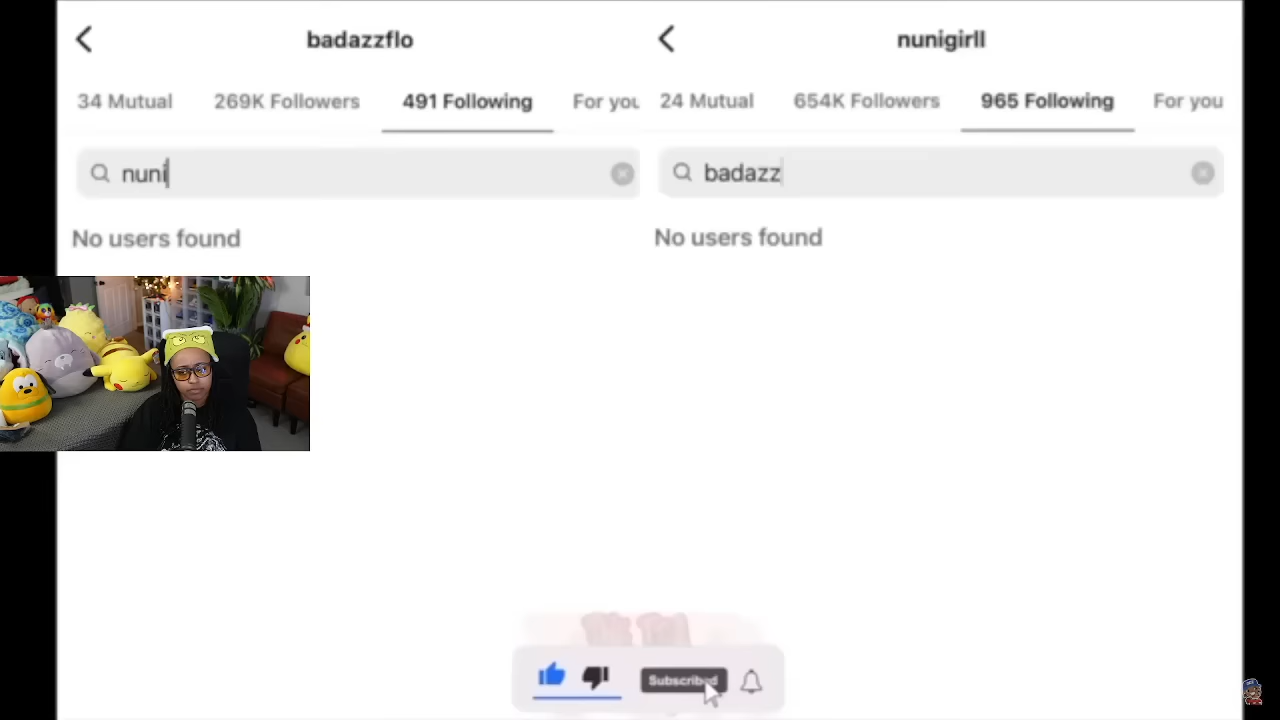 badazzflo
34 Mutual 269K Followers 491 Following For you
nuni
No users found
nunigirll
24 Mutual 654K Followers 965 Following For you
badazz
No users found
Subscribed